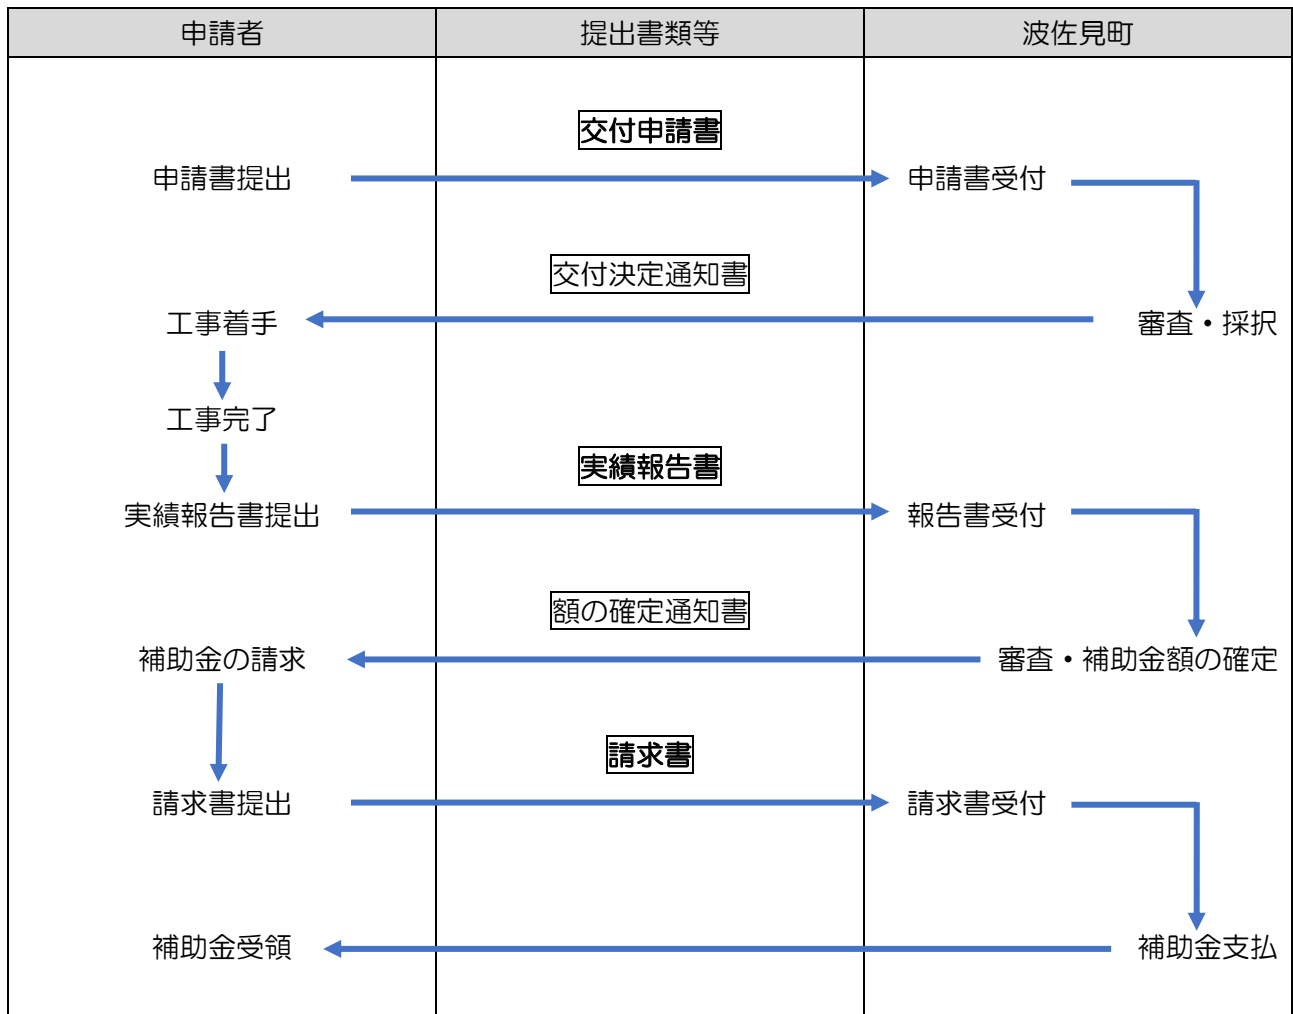 申請者 提出書類等 波佐見町
交付申請書
申請書提出 申請書受付
交付決定通知書
工事着手 審査・採択
工事完了
実績報告書
実績報告書提出 報告書受付
額の確定通知書
補助金の請求 審査・補助金額の確定
請求書
請求書提出 請求書受付
補助金受領 補助金支払